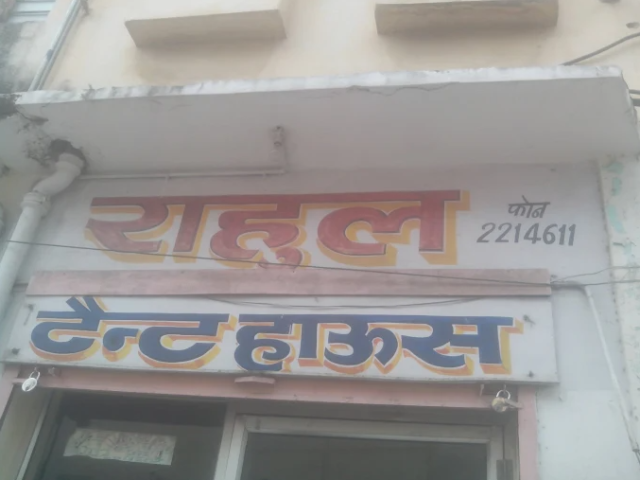 राहुल
फोन
2214611
टैन्ट हाऊस